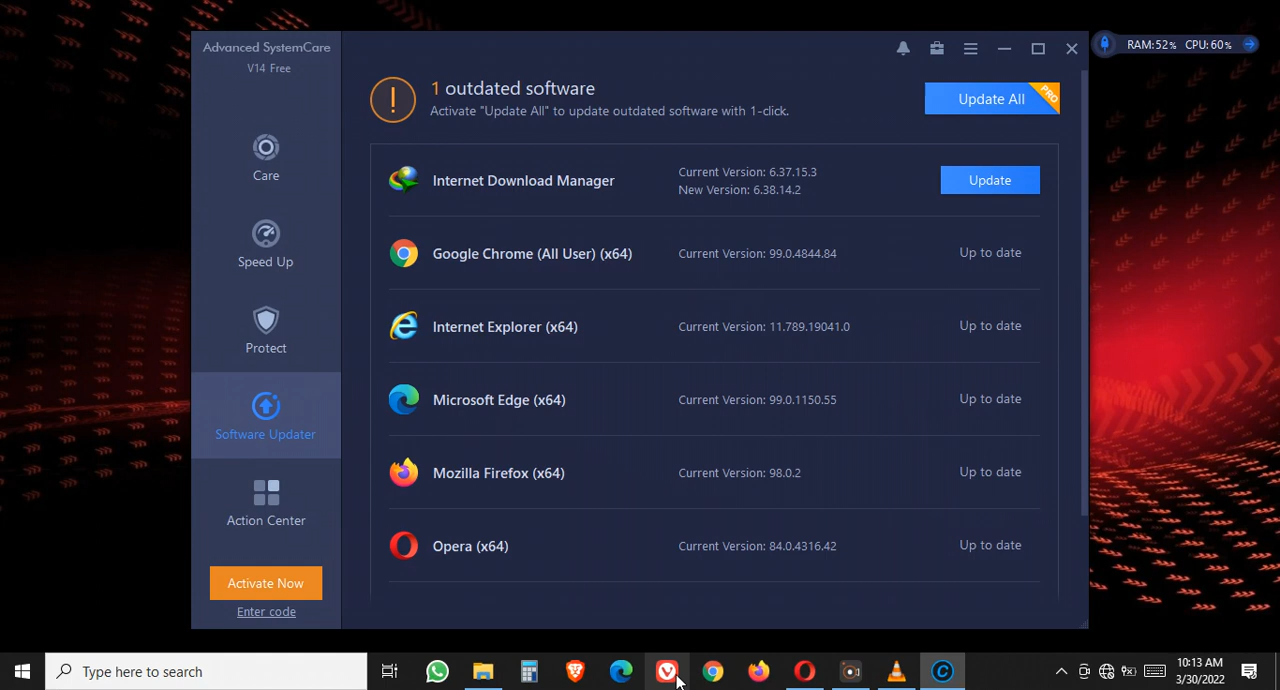 Advanced SystemCare
V14 Free
RAM:52% CPU:60%
1 outdated software
Activate "Update All" to update outdated software with 1-click.
Update All
PRO
Care
Speed Up
Protect
Software Updater
Action Center
Activate Now
Enter code
Internet Download Manager
Current Version: 6.37.15.3
New Version: 6.38.14.2
Update
Google Chrome (All User) (x64)
Current Version: 99.0.4844.84
Up to date
Internet Explorer (x64)
Current Version: 11.789.19041.0
Up to date
Microsoft Edge (x64)
Current Version: 99.0.1150.55
Up to date
Mozilla Firefox (x64)
Current Version: 98.0.2
Up to date
Opera (x64)
Current Version: 84.0.4316.42
Up to date
Type here to search
10:13 AM
3/30/2022